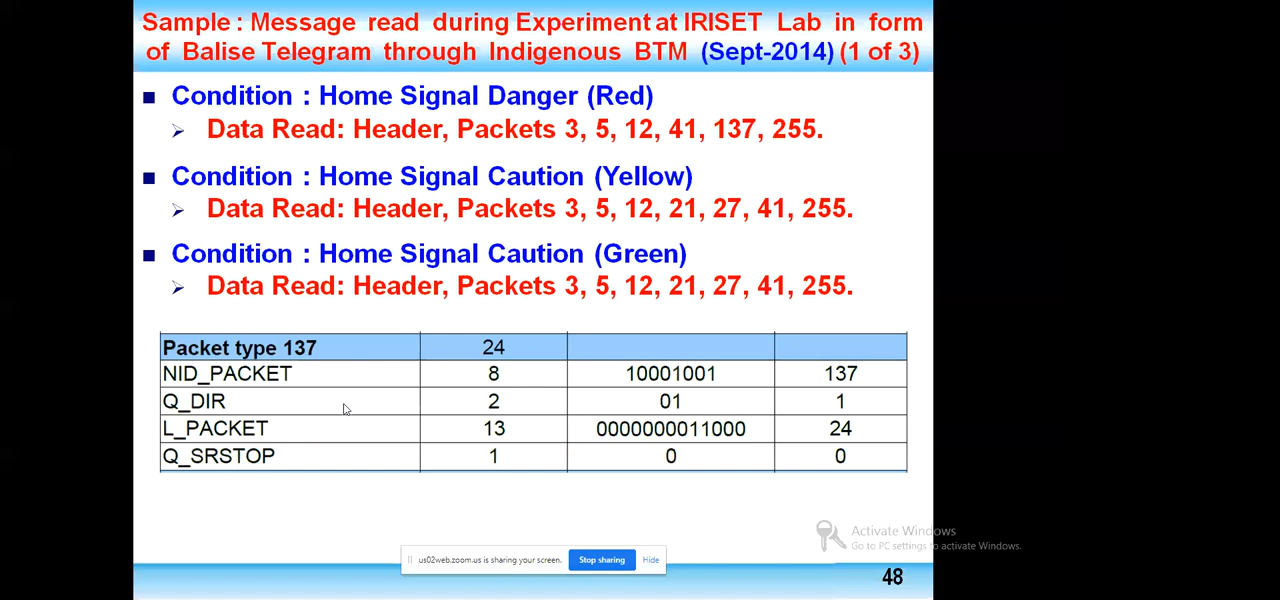 Sample : Message read during Experiment at IRISET Lab in form
of Balise Telegram through Indigenous BTM (Sept-2014) (1 of 3)
Condition : Home Signal Danger (Red)
Data Read: Header, Packets 3, 5, 12, 41, 137, 255.
Condition : Home Signal Caution (Yellow)
Data Read: Header, Packets 3, 5, 12, 21, 27, 41, 255.
Condition : Home Signal Caution (Green)
Data Read: Header, Packets 3, 5, 12, 21, 27, 41, 255.
Packet type 137 24
NID_PACKET 8 10001001 137
Q_DIR 2 01 1
L_PACKET 13 0000000011000 24
Q_SRSTOP 1 0 0
Activate Windows
Go to PC settings to activate Windows.
us02web.zoom.us is sharing your screen. Stop sharing Hide
48